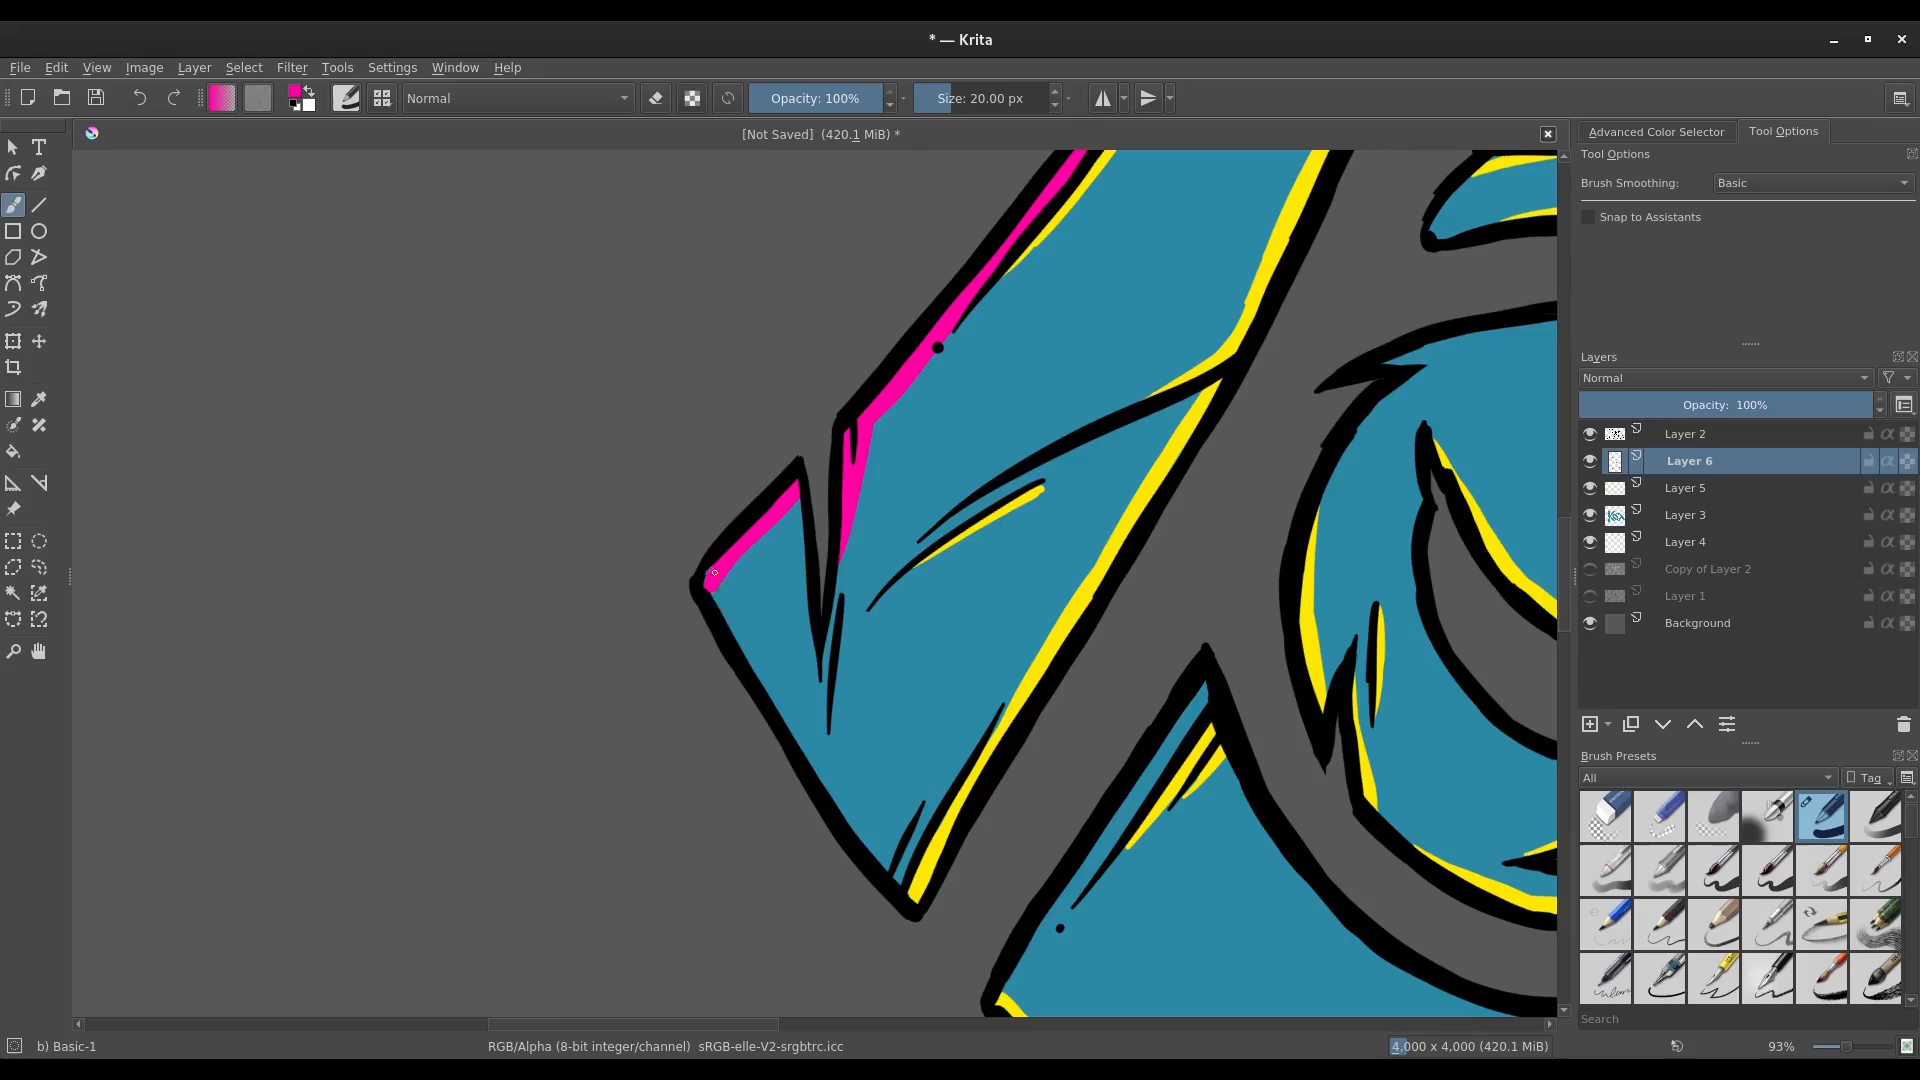 * — Krita
File Edit View Image Layer Select Filter Tools Settings Window Help
Normal Opacity: 100% Size: 20.00 px
[Not Saved] (420.1 MiB) *
Advanced Color Selector Tool Options
Tool Options
Brush Smoothing: Basic
Snap to Assistants
Layers
Normal
Opacity: 100%
Layer 2
Layer 6
Layer 5
Layer 3
Layer 4
Copy of Layer 2
Layer 1
Background
Brush Presets
All Tag
Search
b) Basic-1 RGB/Alpha (8-bit integer/channel) sRGB-elle-V2-srgbtrc.icc 4,000 x 4,000 (420.1 MiB) 93%